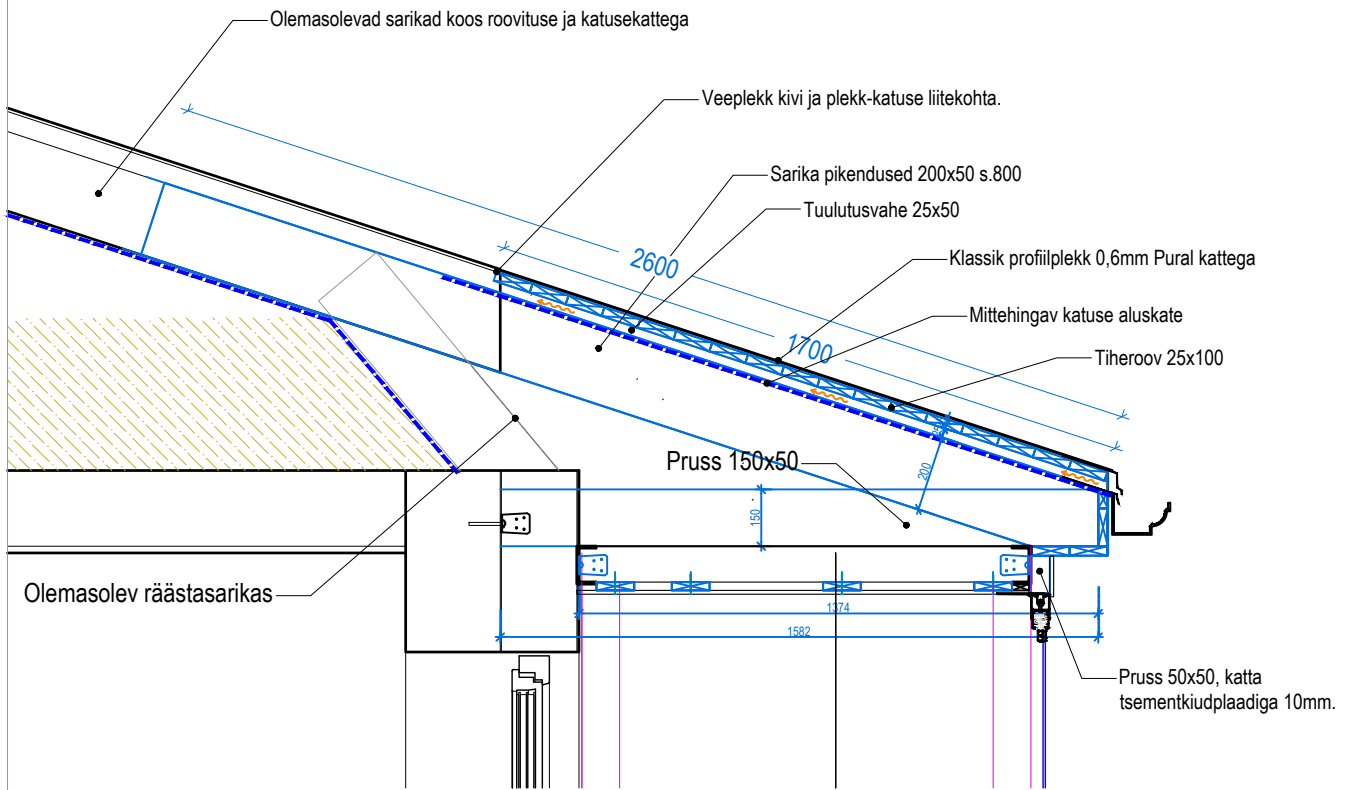 Olemasolevad sarikad koos roovituse ja katusekattega
Veeplekk kivi ja plekk-katuse liitekohta.
Sarika pikendused 200x50 s.800
Tuulutusvahe 25x50
2600
Klassik profiilplekk 0,6mm Pural kattega
Mittehingav katuse aluskate
1700
Tiheroov 25x100
200
Pruss 150x50
150
Olemasolev räästasarikas
1374
1582
Pruss 50x50, katta
tsementkiudplaadiga 10mm.